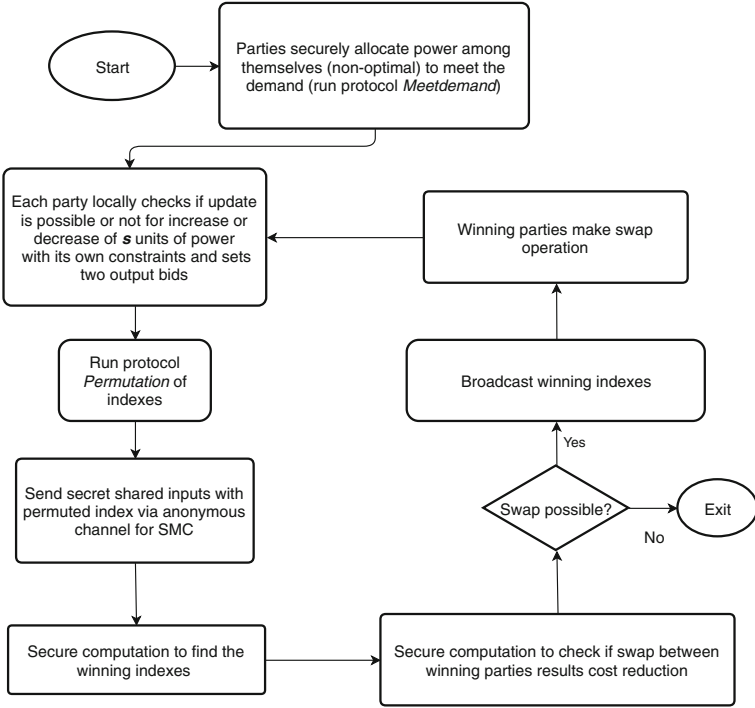 Start
Parties securely allocate power among
themselves (non-optimal) to meet the
demand (run protocol Meetdemand)
Each party locally checks if update
is possible or not for increase or
decrease of s units of power
with its own constraints and sets
two output bids
Run protocol
Permutation of
indexes
Send secret shared inputs with
permuted index via anonymous
channel for SMC
Secure computation to find the
winning indexes
Secure computation to check if swap between
winning parties results cost reduction
Swap possible?
No
Exit
Yes
Broadcast winning indexes
Winning parties make swap
operation